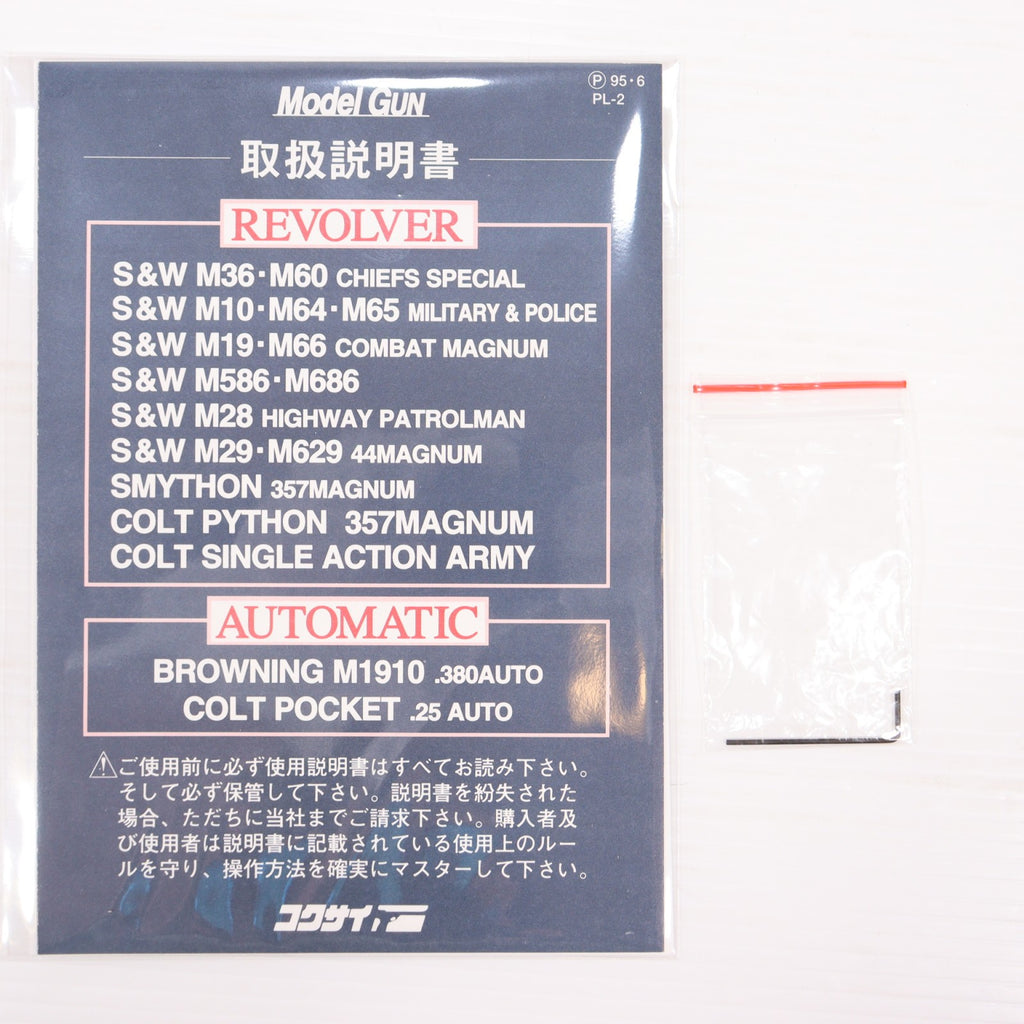 Model GUN
Ⓟ 95・6
PL-2
取扱説明書
REVOLVER
S&W M36・M60 CHIEFS SPECIAL
S&W M10・M64・M65 MILITARY & POLICE
S&W M19・M66 COMBAT MAGNUM
S&W M586・M686
S&W M28 HIGHWAY PATROLMAN
S&W M29・M629 44MAGNUM
SMYTHON 357MAGNUM
COLT PYTHON 357MAGNUM
COLT SINGLE ACTION ARMY
AUTOMATIC
BROWNING M1910 .380AUTO
COLT POCKET .25 AUTO
⚠ご使用前に必ず使用説明書はすべてお読み下さい。
そして必ず保管して下さい。説明書を紛失された
場合、ただちに当社までご請求下さい。購入者及
び使用者は説明書に記載されている使用上のルー
ルを守り、操作方法を確実にマスターして下さい。
コクサイ